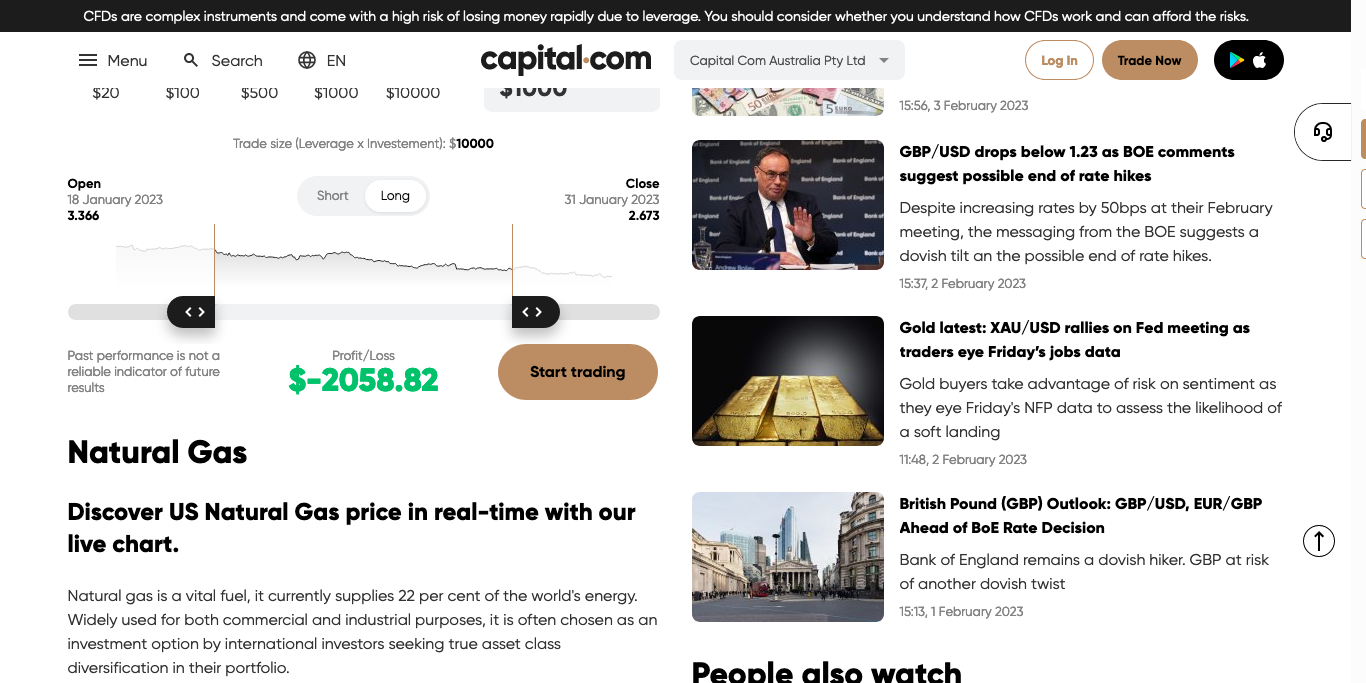 CFDs are complex instruments and come with a high risk of losing money rapidly due to leverage. You should consider whether you understand how CFDs work and can afford the risks.
Menu
Search
EN
capital.com
Capital Com Australia Pty Ltd
Log In
Trade Now
$20
$100
$500
$1000
$10000
$1000
Trade size (Leverage x Investement): $10000
Open
18 January 2023
3.366
Short
Long
Close
31 January 2023
2.673
Past performance is not a
reliable indicator of future
results
Profit/Loss
$-2058.82
Start trading
Natural Gas
Discover US Natural Gas price in real-time with our
live chart.
Natural gas is a vital fuel, it currently supplies 22 per cent of the world's energy.
Widely used for both commercial and industrial purposes, it is often chosen as an
investment option by international investors seeking true asset class
diversification in their portfolio.
15:56, 3 February 2023
Bank of England
GBP/USD drops below 1.23 as BOE comments
suggest possible end of rate hikes
Despite increasing rates by 50bps at their February
meeting, the messaging from the BOE suggests a
dovish tilt an the possible end of rate hikes.
15:37, 2 February 2023
Gold latest: XAU/USD rallies on Fed meeting as
traders eye Friday's jobs data
Gold buyers take advantage of risk on sentiment as
they eye Friday's NFP data to assess the likelihood of
a soft landing
11:48, 2 February 2023
British Pound (GBP) Outlook: GBP/USD, EUR/GBP
Ahead of BoE Rate Decision
Bank of England remains a dovish hiker. GBP at risk
of another dovish twist
15:13, 1 February 2023
People also watch